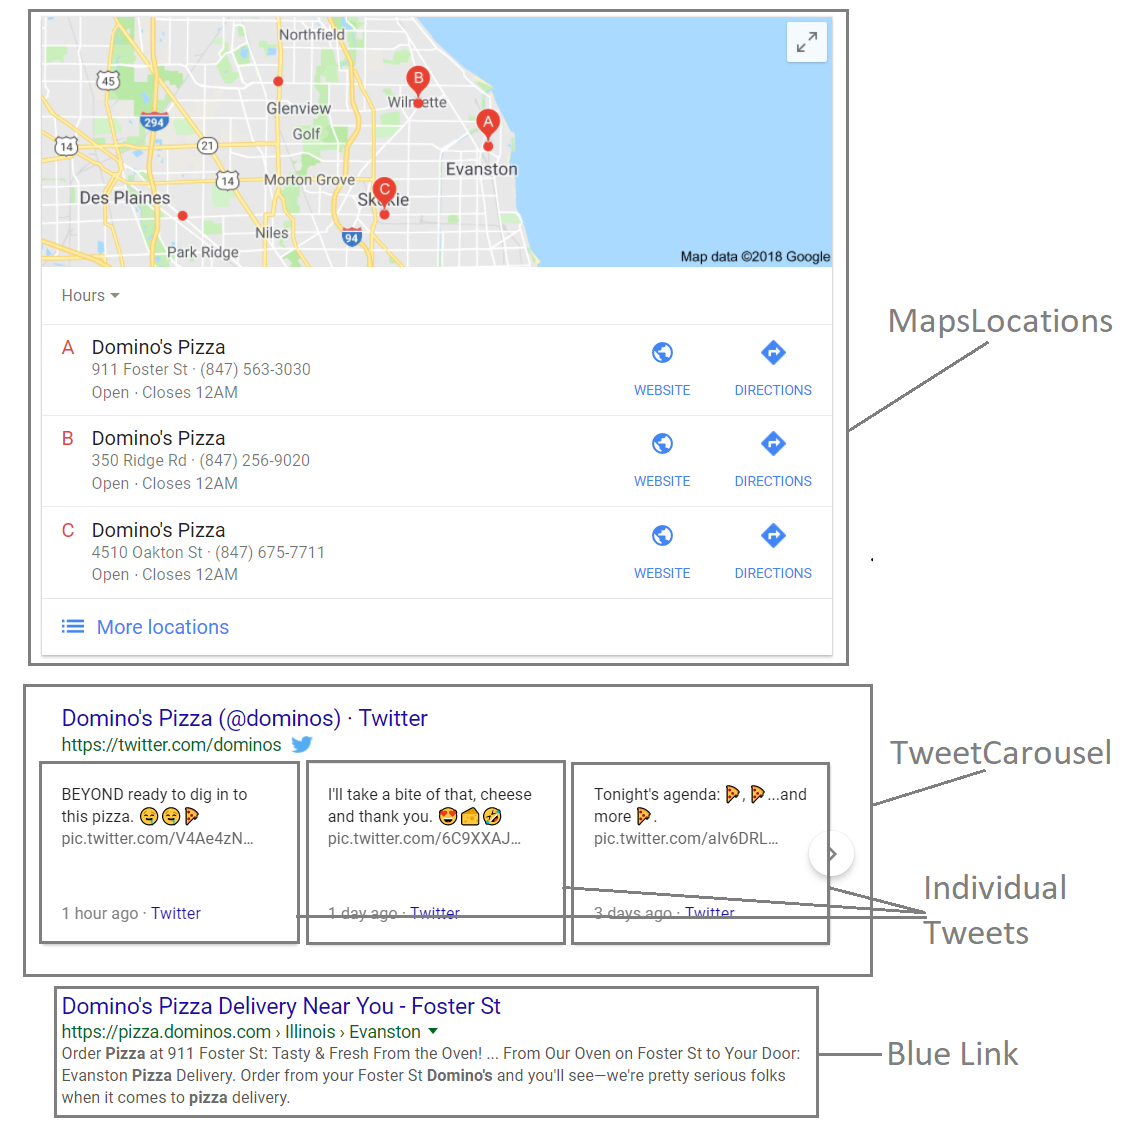 Northfield
45
B
Wilmette
294
Glenview
A
Golf
14
21
Evanston
14
Morton Grove
C
Des Plaines
Skokie
Niles
94
Park Ridge
Map data ©2018 Google
Hours
MapsLocations
A Domino's Pizza
911 Foster St · (847) 563-3030
Open · Closes 12AM
WEBSITE DIRECTIONS
B Domino's Pizza
350 Ridge Rd · (847) 256-9020
Open · Closes 12AM
WEBSITE DIRECTIONS
C Domino's Pizza
4510 Oakton St · (847) 675-7711
Open · Closes 12AM
WEBSITE DIRECTIONS
More locations
Domino's Pizza (@dominos) · Twitter
https://twitter.com/dominos
TweetCarousel
BEYOND ready to dig in to
this pizza. 🤤🤤🍕
pic.twitter.com/V4Ae4zN...
1 hour ago · Twitter
I'll take a bite of that, cheese
and thank you. 😍🧀🤣
pic.twitter.com/6C9XXAJ...
1 day ago · Twitter
Tonight's agenda: 🍕, 🍕...and
more 🍕.
pic.twitter.com/aIv6DRL...
3 days ago · Twitter
Individual
Tweets
Domino's Pizza Delivery Near You - Foster St
https://pizza.dominos.com › Illinois › Evanston
Order Pizza at 911 Foster St: Tasty & Fresh From the Oven! ... From Our Oven on Foster St to Your Door:
Evanston Pizza Delivery. Order from your Foster St Domino's and you'll see—we're pretty serious folks
when it comes to pizza delivery.
Blue Link